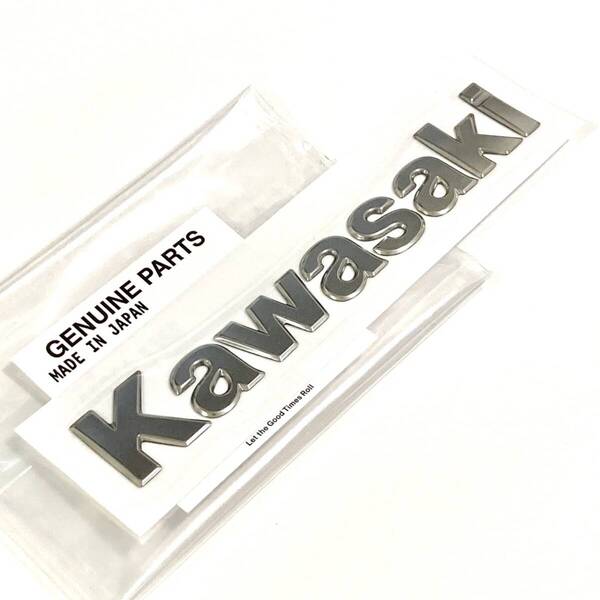 GENUINE PARTS
MADE IN JAPAN
Kawasaki
Let the Good Times Roll